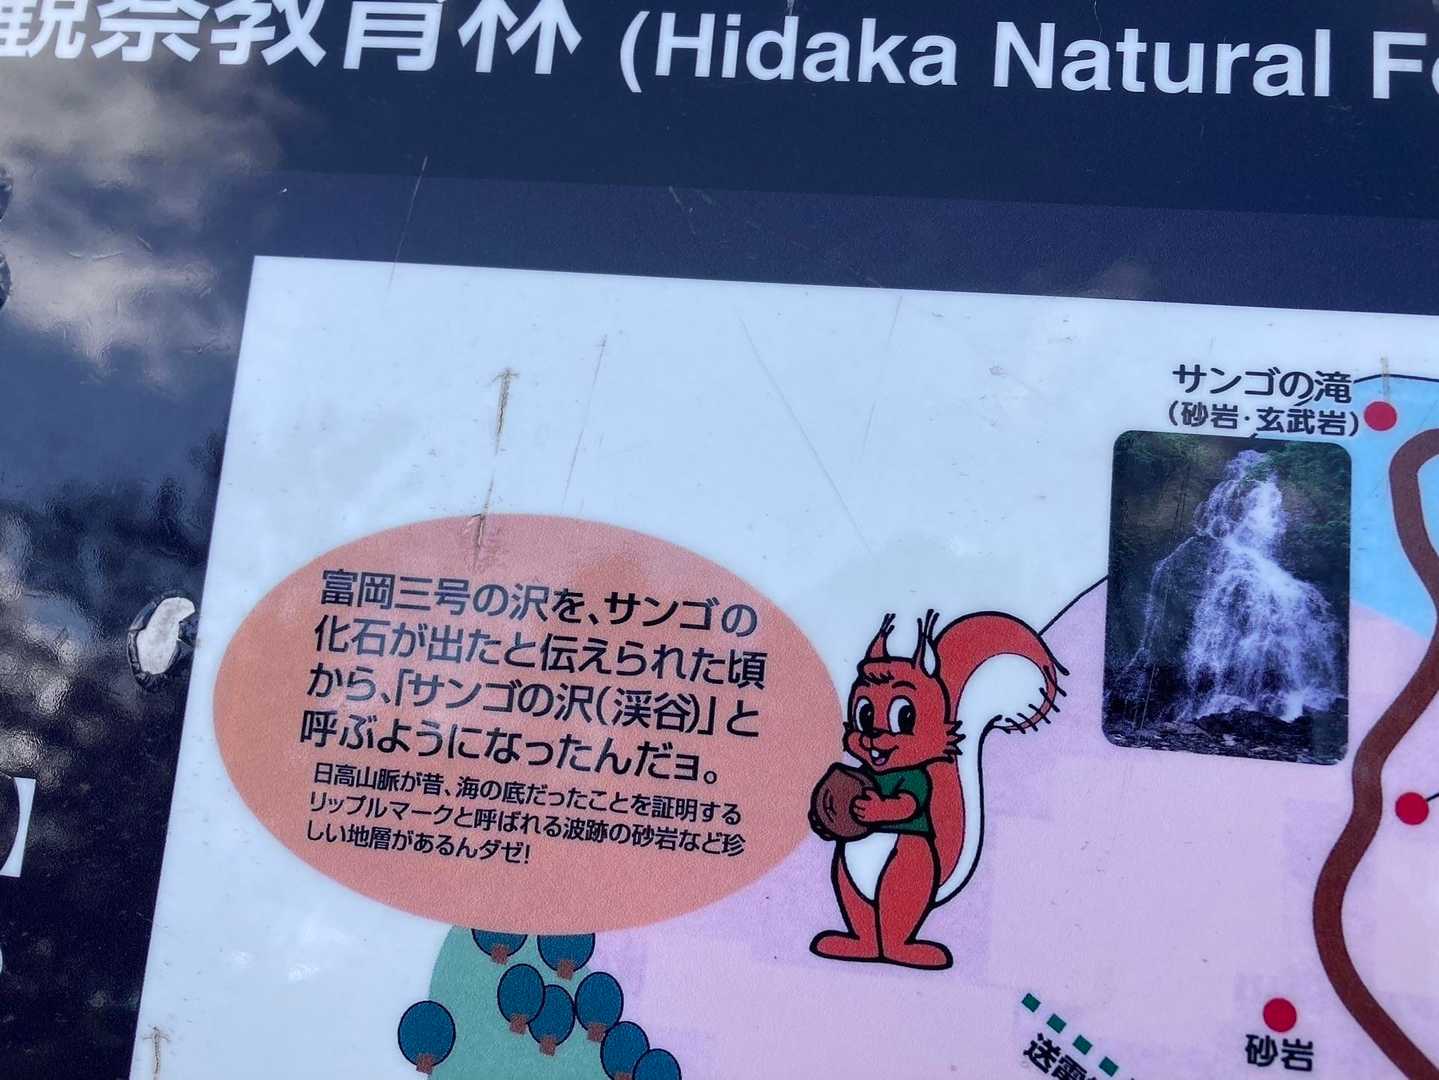 観察教育林 (Hidaka Natural
サンゴの滝
(砂岩・玄武岩)
富岡三号の沢を、サンゴの
化石が出たと伝えられた頃
から、「サンゴの沢(渓谷)」と
呼ぶようになったんだョ。
日高山脈が昔、海の底だったことを証明する
リップルマークと呼ばれる波跡の砂岩など珍
しい地層があるんダゼ!
砂岩
送電